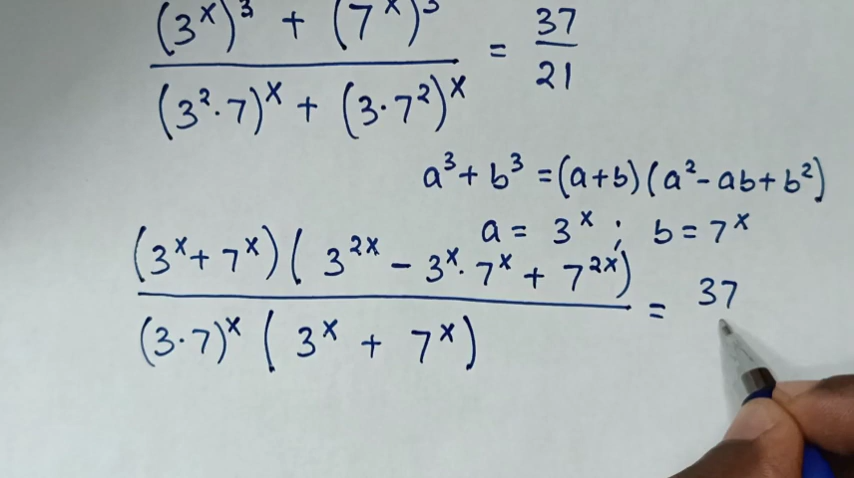 (3^x)^3 + (7^x)^3 / (3^2·7)^x + (3·7^2)^x = 37/21
a^3 + b^3 = (a+b)(a^2 - ab + b^2)
a = 3^x ; b = 7^x
(3^x + 7^x)(3^2x - 3^x·7^x + 7^2x) / (3·7)^x (3^x + 7^x) = 37